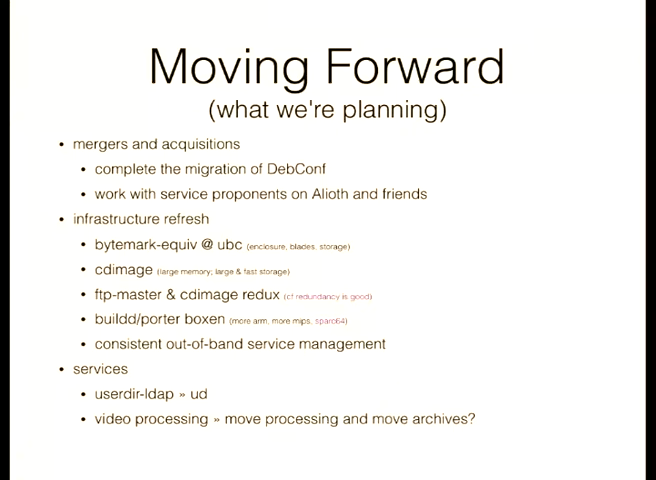 Moving Forward
(what we're planning)
• mergers and acquisitions
• complete the migration of DebConf
• work with service proponents on Alioth and friends
• infrastructure refresh
• bytemark-equiv @ ubc (enclosure, blades, storage)
• cdimage (large memory; large & fast storage)
• ftp-master & cdimage redux (cf redundancy is good)
• buildd/porter boxen (more arm, more mips, sparc64)
• consistent out-of-band service management
• services
• userdir-ldap » ud
• video processing » move processing and move archives?